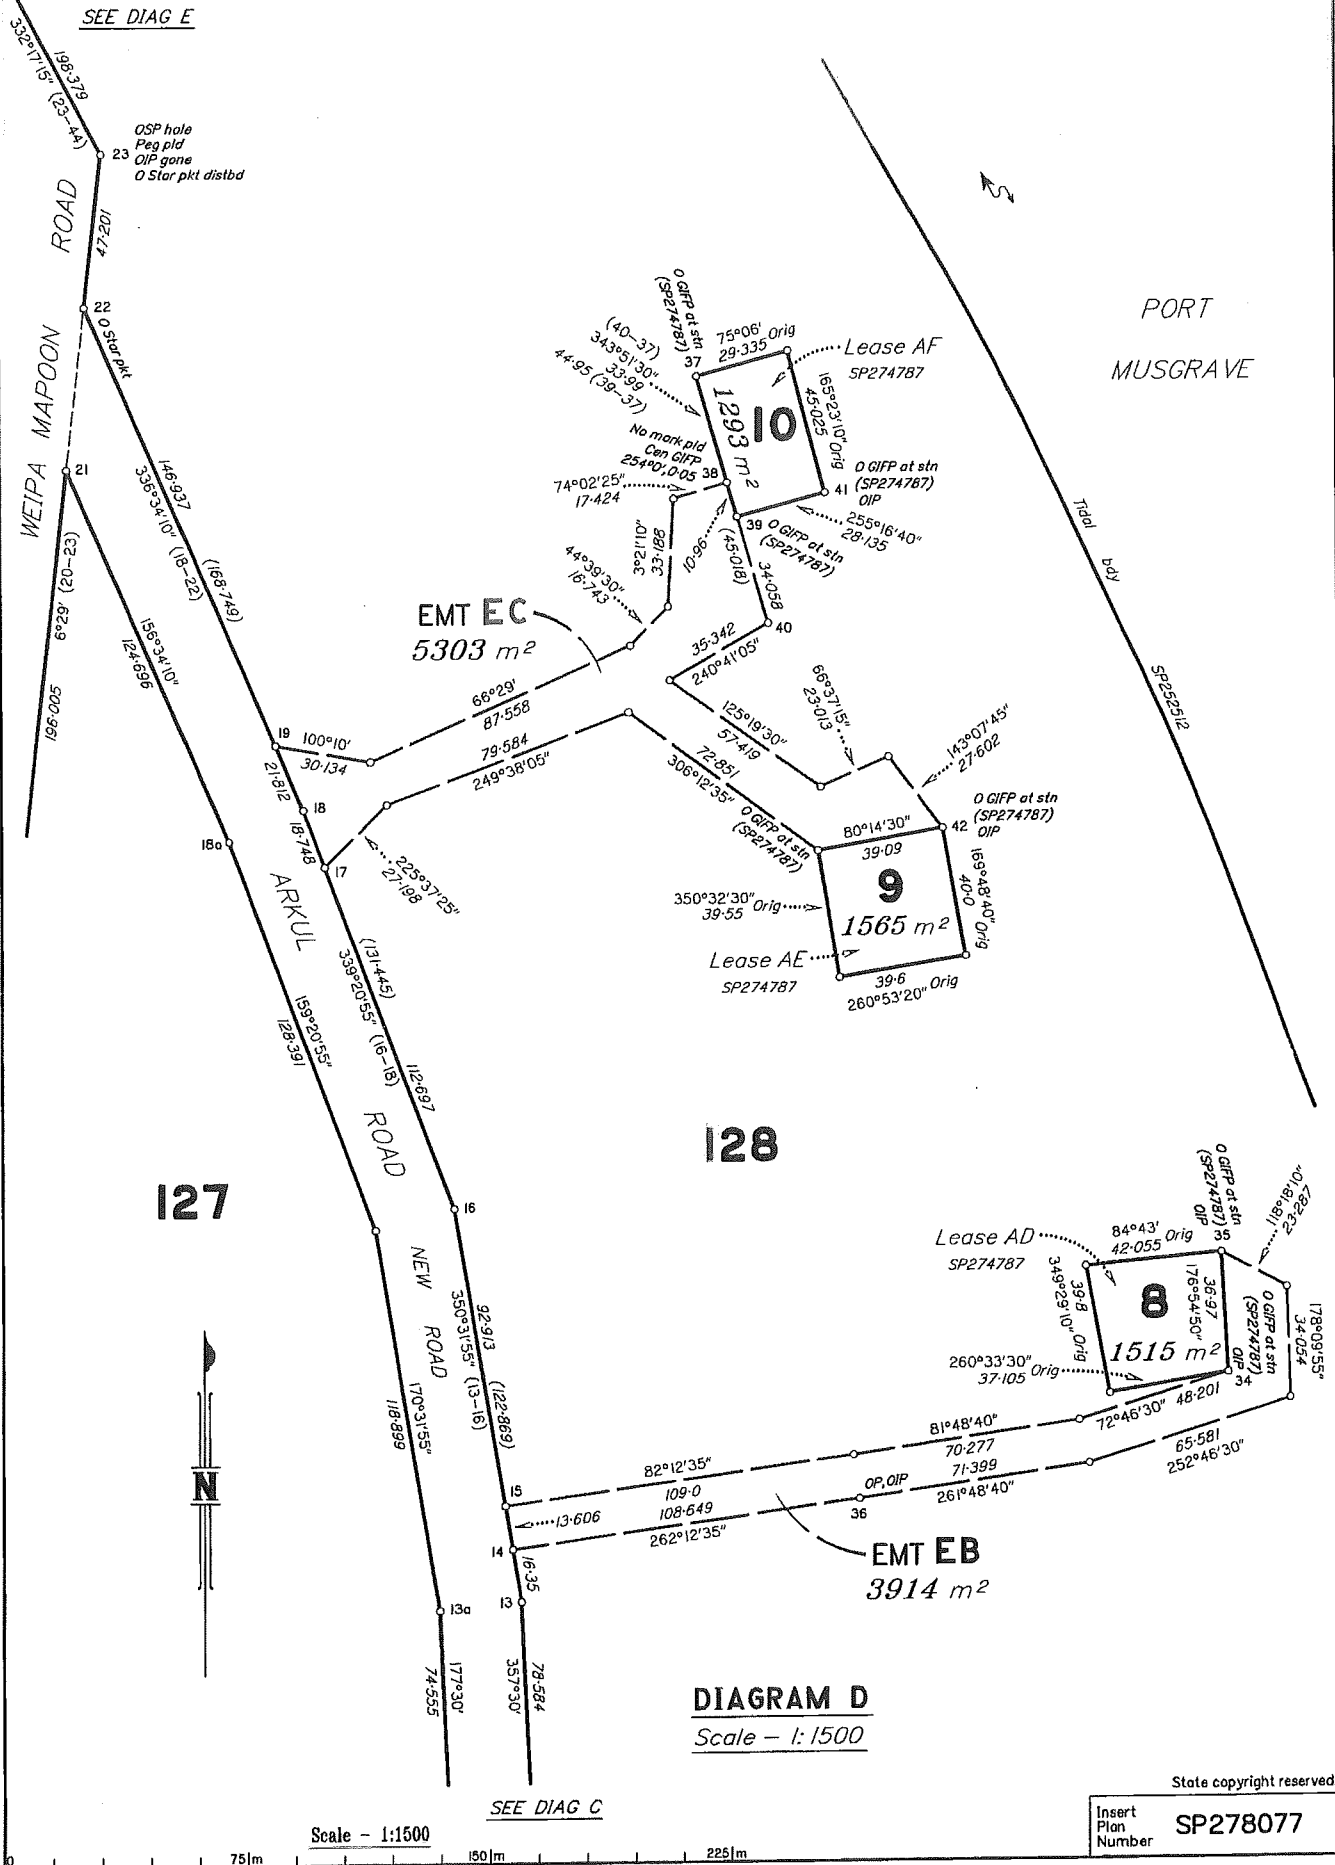 SEE DIAG E
198·379
332°17'15" (23–44)
OSP hole
Peg pld
23 OIP gone
O Star pkt distbd
47·201
WEIPA MAPOON ROAD
22
O Star pkt
21
146·937
336°34'10" (18–22)
(168·749)
6°29' (20–23)
196·005
156°34'10"
124·696
PORT
MUSGRAVE
Tidal bdy
SP252512
O GIFP at stn
(SP274787)
37
75°06' Orig
29·335
Lease AF
SP274787
(40–37)
343°51'30"
33·99
44·95 (39–37)
10
1293 m²
165°23'10" Orig
45·025
No mark pld
Cen GIFP
254°0', 0·05
38
O GIFP at stn
(SP274787)
OIP
41
74°02'25"
17·424
39
O GIFP at stn
(SP274787)
255°16'40"
28·135
3°21'10"
33·188
10·96
(45·018)
34·058
44°39'30"
16·743
EMT EC
5303 m²
40
35·342
240°41'05"
66°29'
87·558
66°37'15"
23·013
125°19'30"
57·419
143°07'45"
27·602
19
100°10'
30·134
79·584
249°38'05"
72·851
306°12'35"
O GIFP at stn
(SP274787)
O GIFP at stn
(SP274787)
OIP
42
21·812
18
18·748
17
225°37'25"
27·198
80°14'30"
39·09
9
1565 m²
169°48'40" Orig
40·0
350°32'30" Orig
39·55
Lease AE
SP274787
39·6
260°53'20" Orig
18a
ARKUL ROAD
(131·445)
339°20'55" (16–18)
112·697
159°20'55"
128·391
128
127
16
NEW ROAD
O GIFP at stn
(SP274787)
OIP
35
118°18'10"
23·287
Lease AD
SP274787
84°43' Orig
42·055
8
1515 m²
349°29'10" Orig
39·8
36·97
176°54'50"
O GIFP at stn
(SP274787)
OIP
34
178°09'55"
34·054
260°33'30"
37·105 Orig
92·913
350°31'55" (13–16)
(122·869)
170°31'55"
118·899
N
81°48'40"
70·277
72°46'30" 48·201
65·581
252°46'30"
82°12'35"
109·0
15
13·606
108·649
262°12'35"
OP,OIP
36
71·399
261°48'40"
14
16·35
13
EMT EB
3914 m²
13a
177°30'
74·555
78·584
357°30'
DIAGRAM D
Scale – 1:1500
SEE DIAG C
State copyright reserved
Insert
Plan
Number
SP278077
Scale - 1:1500
0 75 m 150 m 225 m